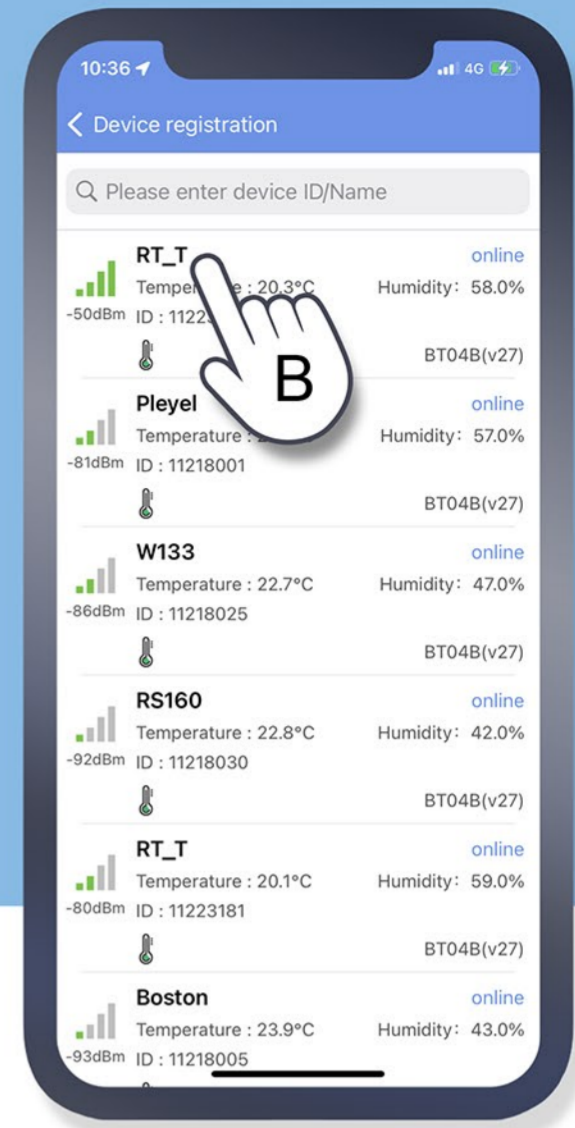 10:36
4G
Device registration
Please enter device ID/Name
RT_T
online
20.3°C
Humidity: 58.0%
-50dBm
ID :
BT04B(v27)
B
Pleyel
online
Temperature :
Humidity: 57.0%
-81dBm
ID : 11218001
BT04B(v27)
W133
online
Temperature : 22.7°C
Humidity: 47.0%
-86dBm
ID : 11218025
BT04B(v27)
RS160
online
Temperature : 22.8°C
Humidity: 42.0%
-92dBm
ID : 11218030
BT04B(v27)
RT_T
online
Temperature : 20.1°C
Humidity: 59.0%
-80dBm
ID : 11223181
BT04B(v27)
Boston
online
Temperature : 23.9°C
Humidity: 43.0%
-93dBm
ID : 11218005